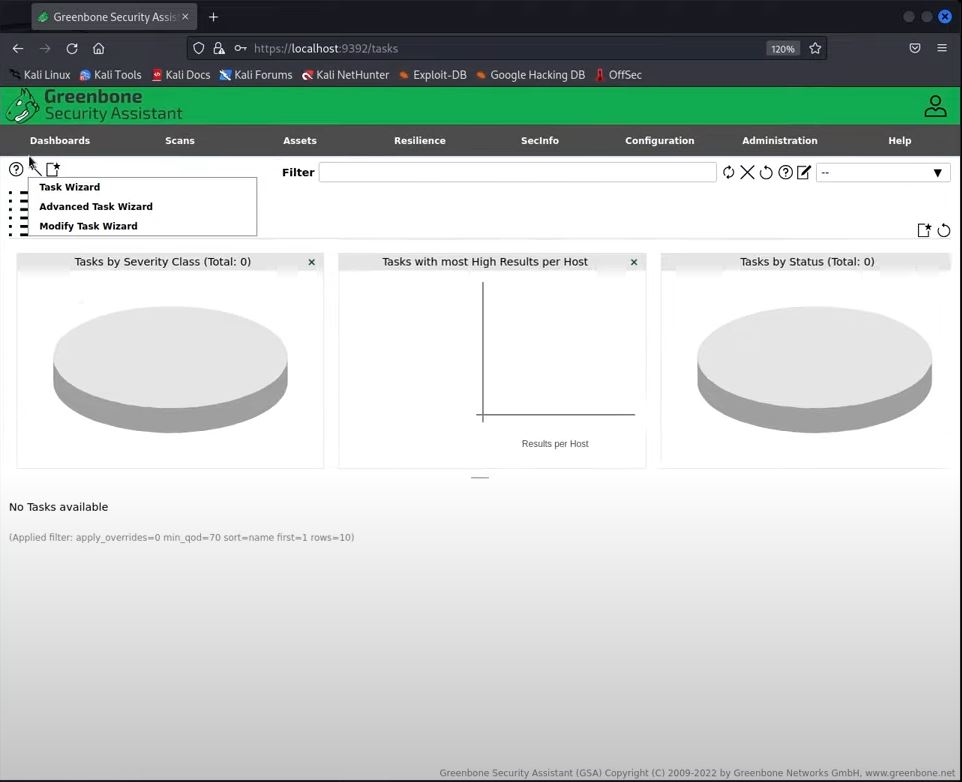 Greenbone Security Assis
https://localhost:9392/tasks
120%
Kali Linux Kali Tools Kali Docs Kali Forums Kali NetHunter Exploit-DB Google Hacking DB OffSec
Greenbone
Security Assistant
Dashboards Scans Assets Resilience SecInfo Configuration Administration Help
Filter
--
Task Wizard
Advanced Task Wizard
Modify Task Wizard
Tasks by Severity Class (Total: 0)
Tasks with most High Results per Host
Tasks by Status (Total: 0)
Results per Host
No Tasks available
(Applied filter: apply_overrides=0 min_qod=70 sort=name first=1 rows=10)
Greenbone Security Assistant (GSA) Copyright (C) 2009-2022 by Greenbone Networks GmbH, www.greenbone.net